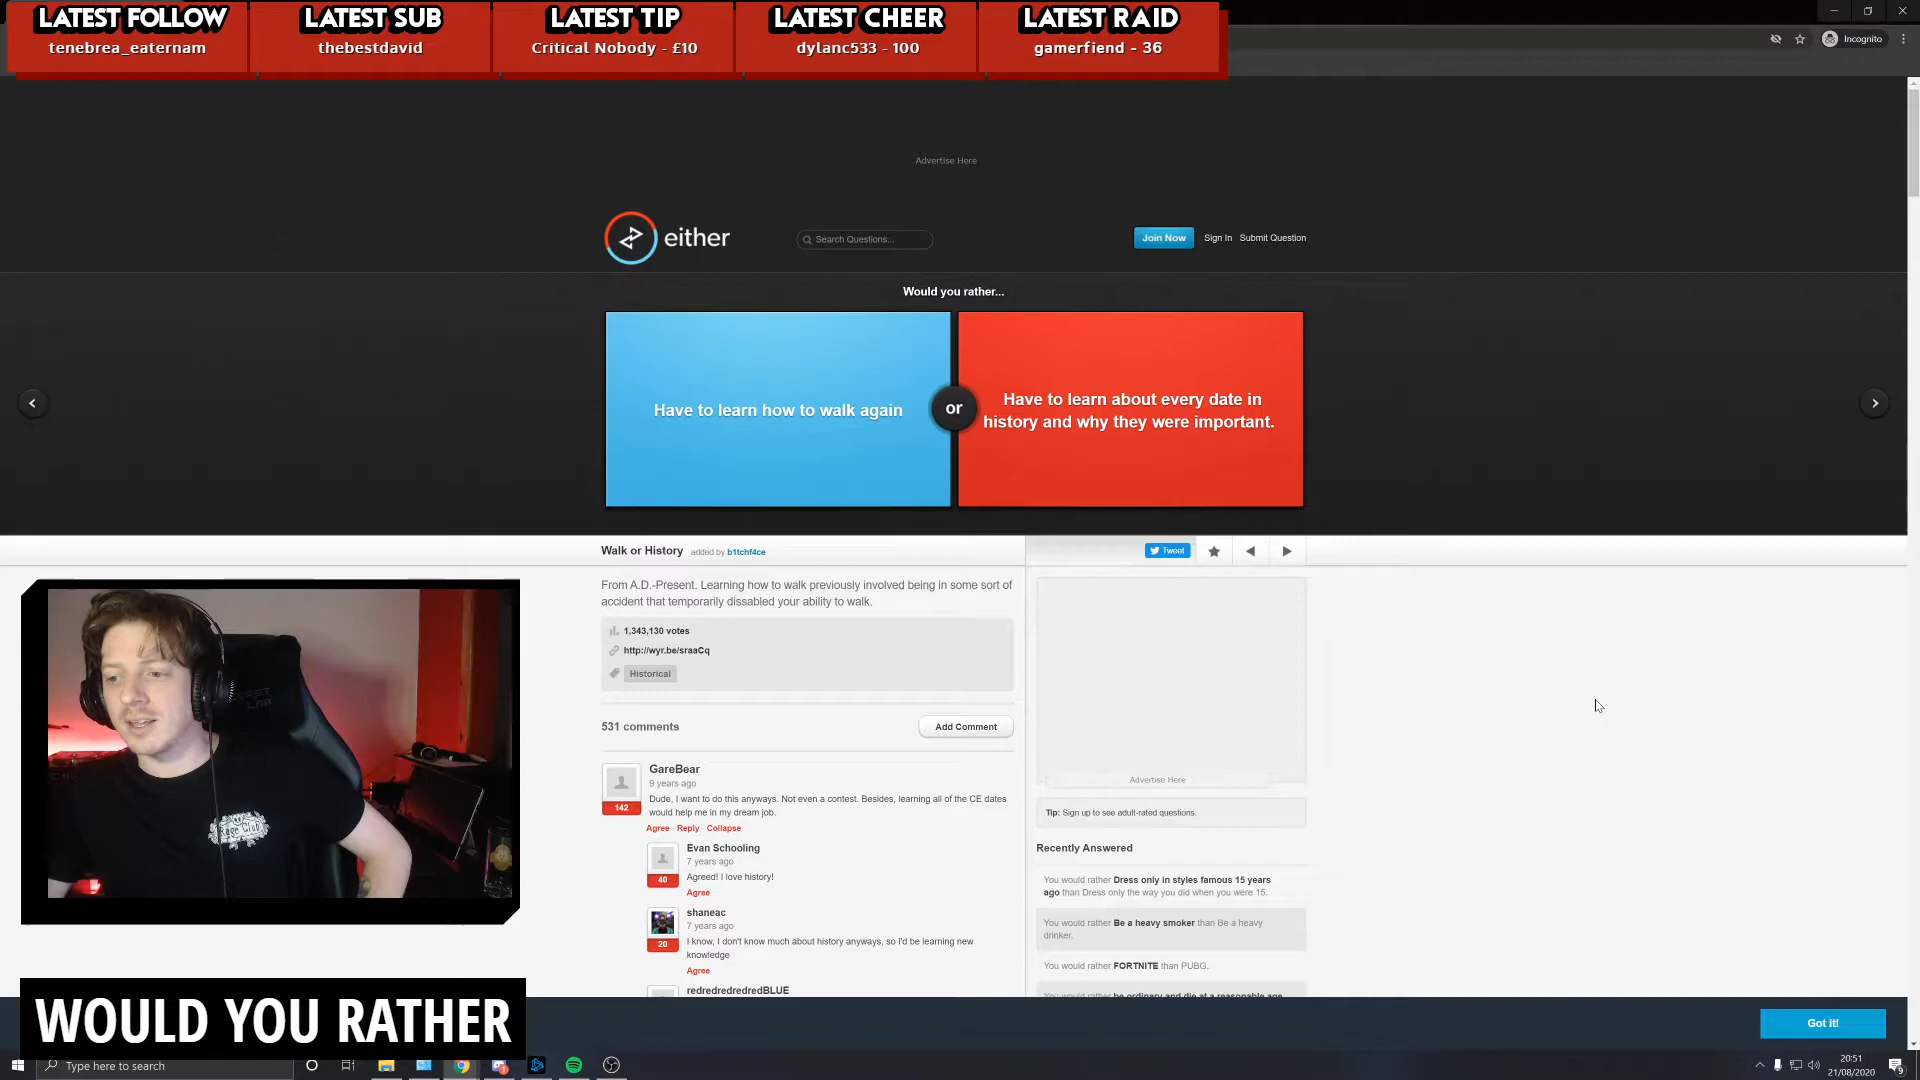 LATEST FOLLOW
tenebrea_eaternam
LATEST SUB
thebestdavid
LATEST TIP
Critical Nobody - £10
LATEST CHEER
dylanc533 - 100
LATEST RAID
gamerfiend - 36
Incognito
Advertise Here
either
Search Questions...
Join Now
Sign In
Submit Question
Would you rather...
Have to learn how to walk again
or
Have to learn about every date in
history and why they were important.
Walk or History added by b1tchf4ce
Tweet
From A.D.-Present. Learning how to walk previously involved being in some sort of
accident that temporarily dissabled your ability to walk.
1,343,130 votes
http://wyr.be/sraaCq
Historical
531 comments
Add Comment
GareBear
9 years ago
142
Dude, I want to do this anyways. Not even a contest. Besides, learning all of the CE dates
would help me in my dream job.
Agree · Reply · Collapse
Evan Schooling
7 years ago
40
Agreed! I love history!
Agree
shaneac
7 years ago
20
I know, I don't know much about history anyways, so I'd be learning new
knowledge
Agree
redredredredredBLUE
Advertise Here
Tip: Sign up to see adult-rated questions.
Recently Answered
You would rather Dress only in styles famous 15 years
ago than Dress only the way you did when you were 15.
You would rather Be a heavy smoker than Be a heavy
drinker.
You would rather FORTNITE than PUBG.
You would rather be ordinary and die at a reasonable age
Got it!
WOULD YOU RATHER
Type here to search
20:51
21/08/2020